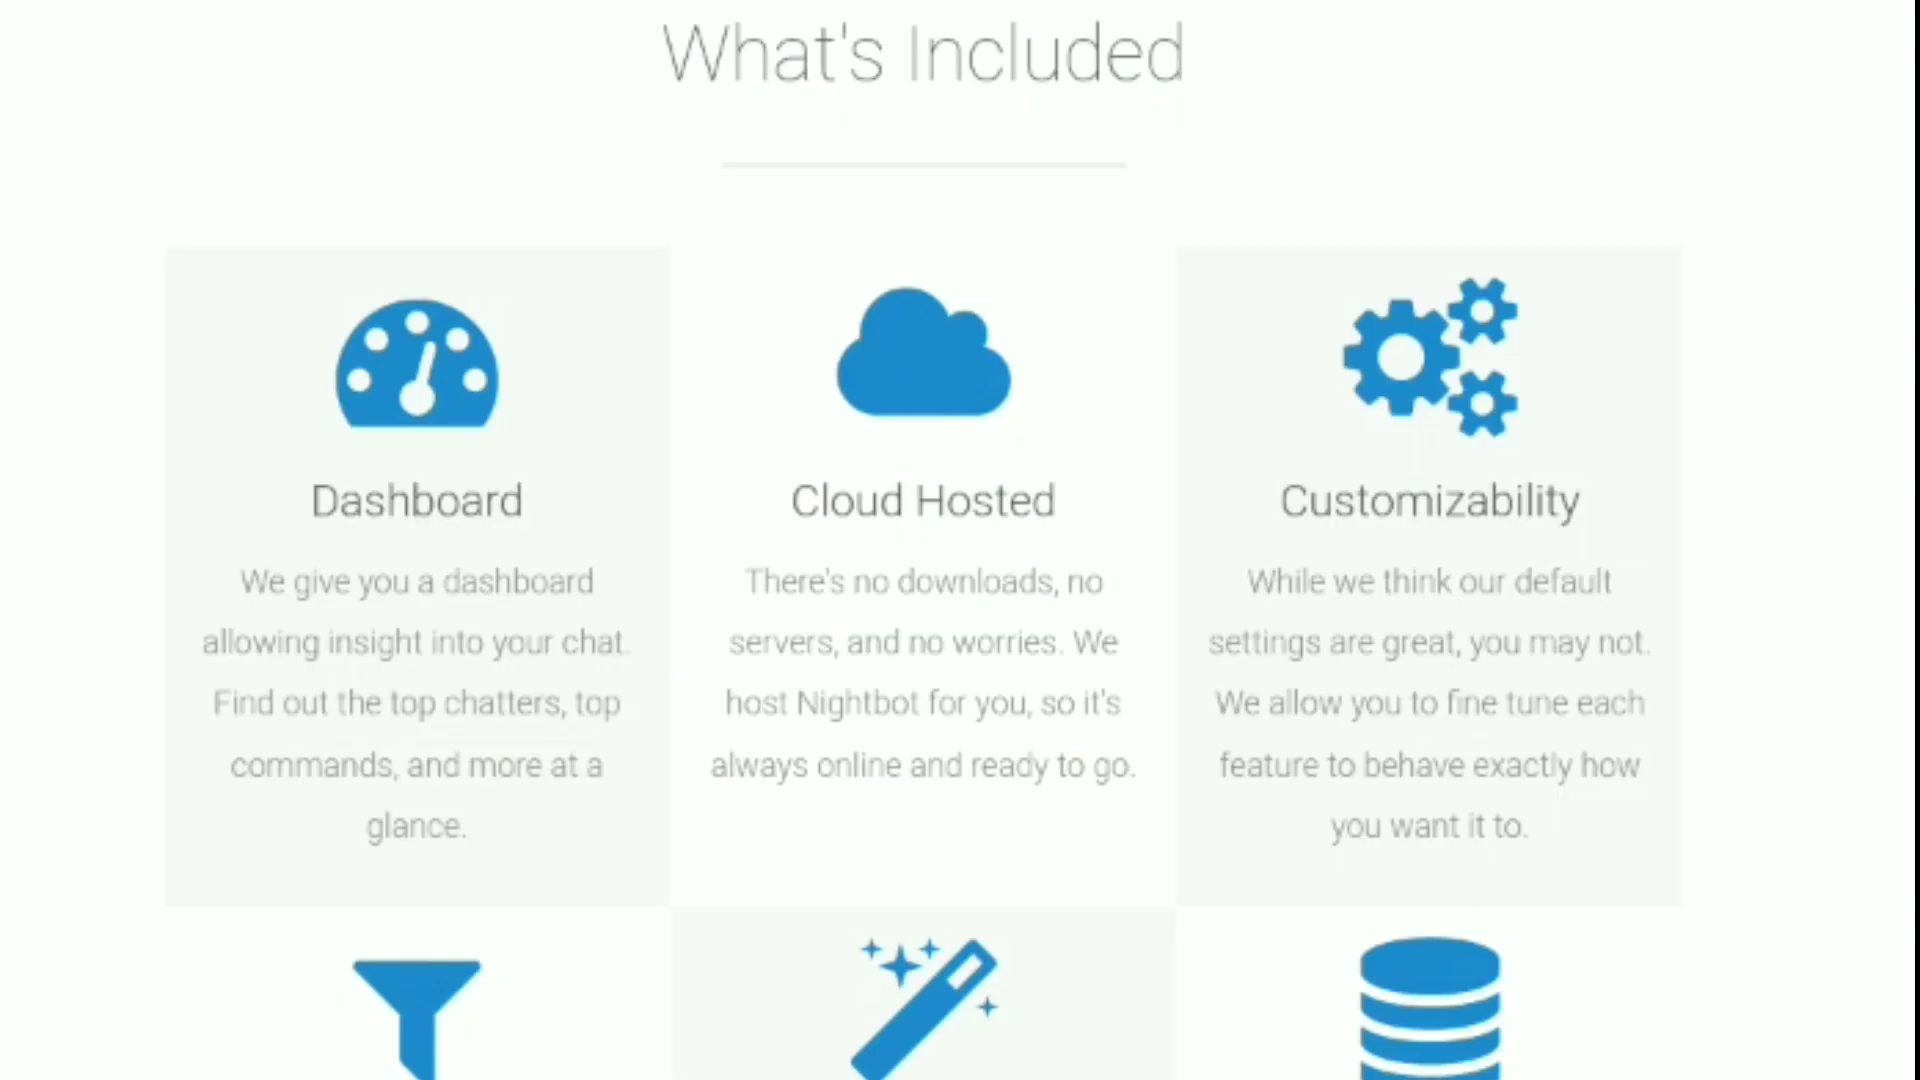 What's Included
Dashboard
We give you a dashboard
allowing insight into your chat.
Find out the top chatters, top
commands, and more at a
glance.
Cloud Hosted
There's no downloads, no
servers, and no worries. We
host Nightbot for you, so it's
always online and ready to go.
Customizability
While we think our default
settings are great, you may not.
We allow you to fine tune each
feature to behave exactly how
you want it to.